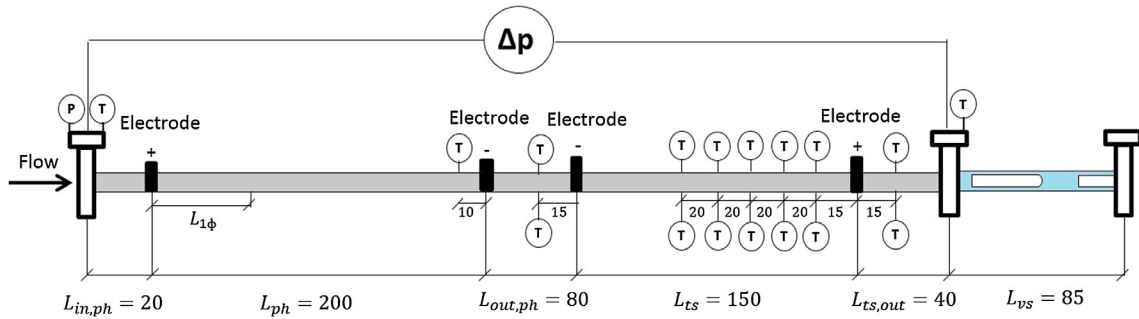 Δp
P T
T
Electrode
Electrode
Electrode
Electrode
Flow
+
-
-
+
T
T
T T T T T
T
L1ϕ
10
15
20 20 20 20 15 15
T
T T T T T
T
Lin,ph = 20
Lph = 200
Lout,ph = 80
Lts = 150
Lts,out = 40
Lvs = 85